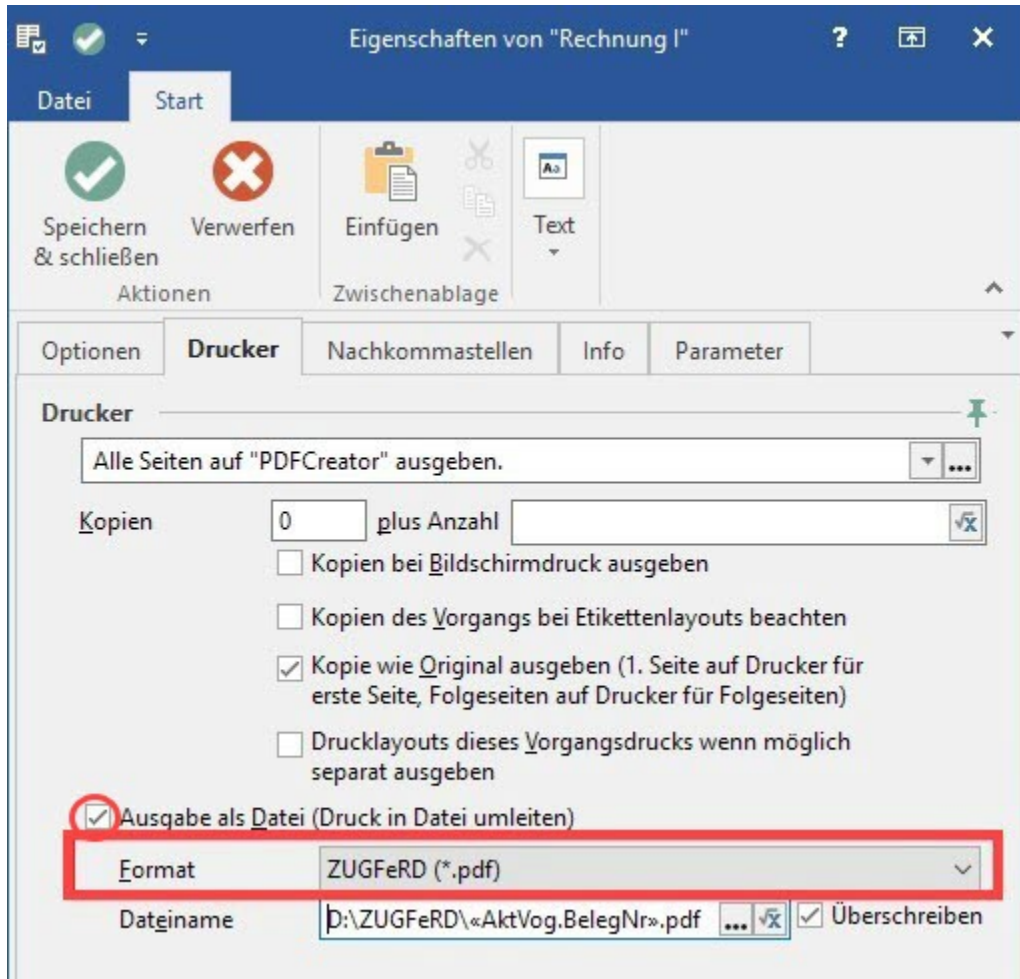 Eigenschaften von "Rechnung I"
?
Datei Start
Speichern
& schließen
Verwerfen
Einfügen
Text
Aktionen
Zwischenablage
Optionen Drucker Nachkommastellen Info Parameter
Drucker
Alle Seiten auf "PDFCreator" ausgeben.
...
Kopien 0 plus Anzahl
Kopien bei Bildschirmdruck ausgeben
Kopien des Vorgangs bei Etikettenlayouts beachten
Kopie wie Original ausgeben (1. Seite auf Drucker für
erste Seite, Folgeseiten auf Drucker für Folgeseiten)
Drucklayouts dieses Vorgangsdrucks wenn möglich
separat ausgeben
Ausgabe als Datei (Druck in Datei umleiten)
Format ZUGFeRD (*.pdf)
Dateiname D:\ZUGFeRD\«AktVog.BelegNr».pdf ... √x Überschreiben